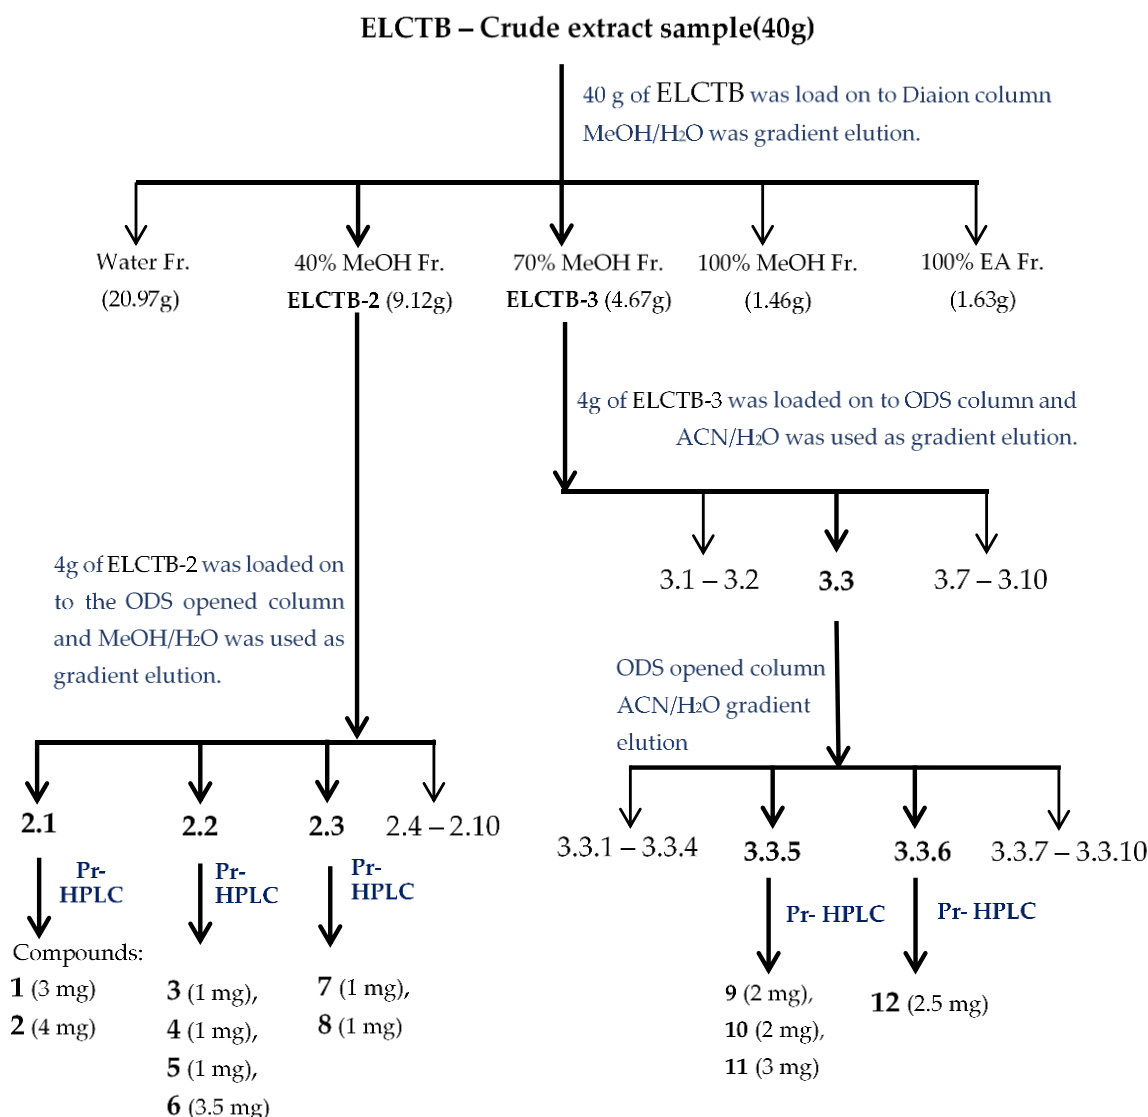 ELCTB – Crude extract sample(40g)
40 g of ELCTB was load on to Diaion column
MeOH/H2O was gradient elution.
Water Fr.
(20.97g)
40% MeOH Fr.
ELCTB-2 (9.12g)
70% MeOH Fr.
ELCTB-3 (4.67g)
100% MeOH Fr.
(1.46g)
100% EA Fr.
(1.63g)
4g of ELCTB-3 was loaded on to ODS column and
ACN/H2O was used as gradient elution.
3.1 – 3.2
3.3
3.7 – 3.10
4g of ELCTB-2 was loaded on
to the ODS opened column
and MeOH/H2O was used as
gradient elution.
ODS opened column
ACN/H2O gradient
elution
2.1
2.2
2.3
2.4 – 2.10
3.3.1 – 3.3.4
3.3.5
3.3.6
3.3.7 – 3.3.10
Pr-
HPLC
Pr-
HPLC
Pr-
HPLC
Pr- HPLC
Pr- HPLC
Compounds:
1 (3 mg)
2 (4 mg)
3 (1 mg),
4 (1 mg),
5 (1 mg),
6 (3.5 mg)
7 (1 mg),
8 (1 mg)
9 (2 mg),
10 (2 mg),
11 (3 mg)
12 (2.5 mg)